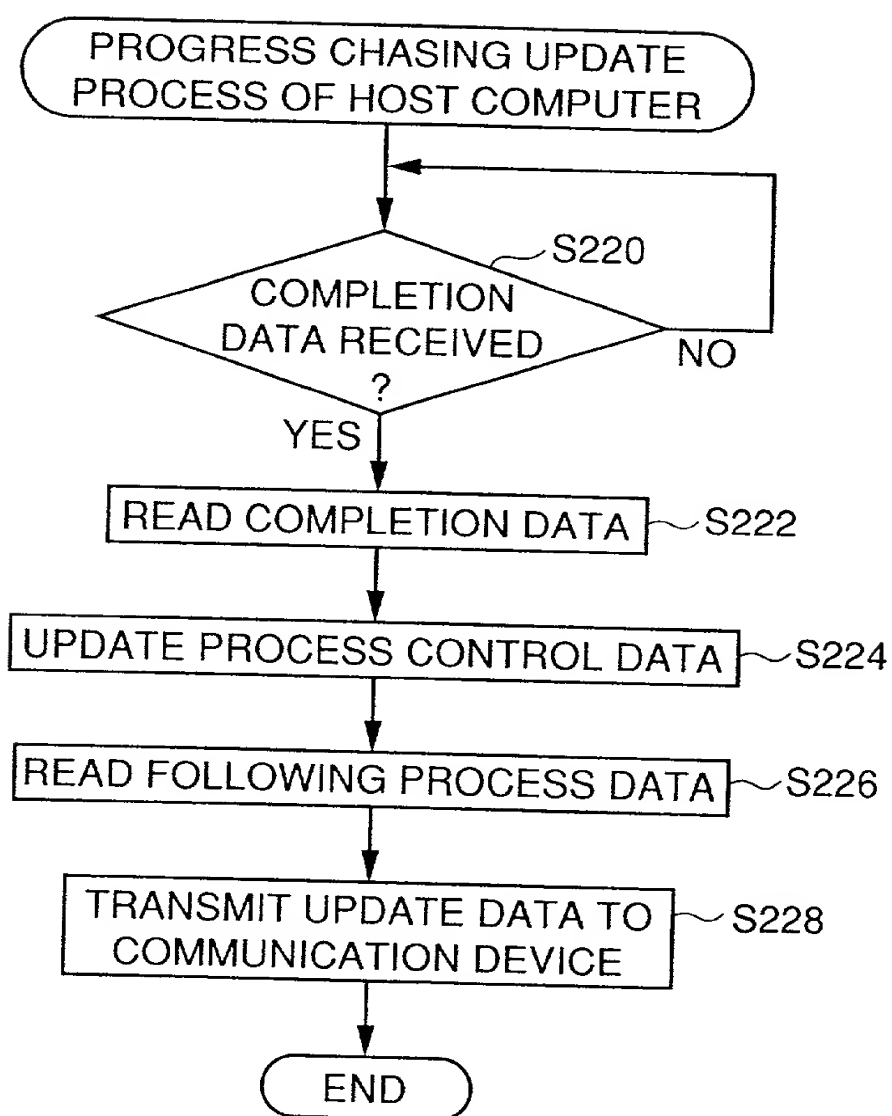 PROGRESS CHASING UPDATE
PROCESS OF HOST COMPUTER
S220
COMPLETION
DATA RECEIVED
?
NO
YES
READ COMPLETION DATA
S222
UPDATE PROCESS CONTROL DATA
S224
READ FOLLOWING PROCESS DATA
S226
TRANSMIT UPDATE DATA TO
COMMUNICATION DEVICE
S228
END